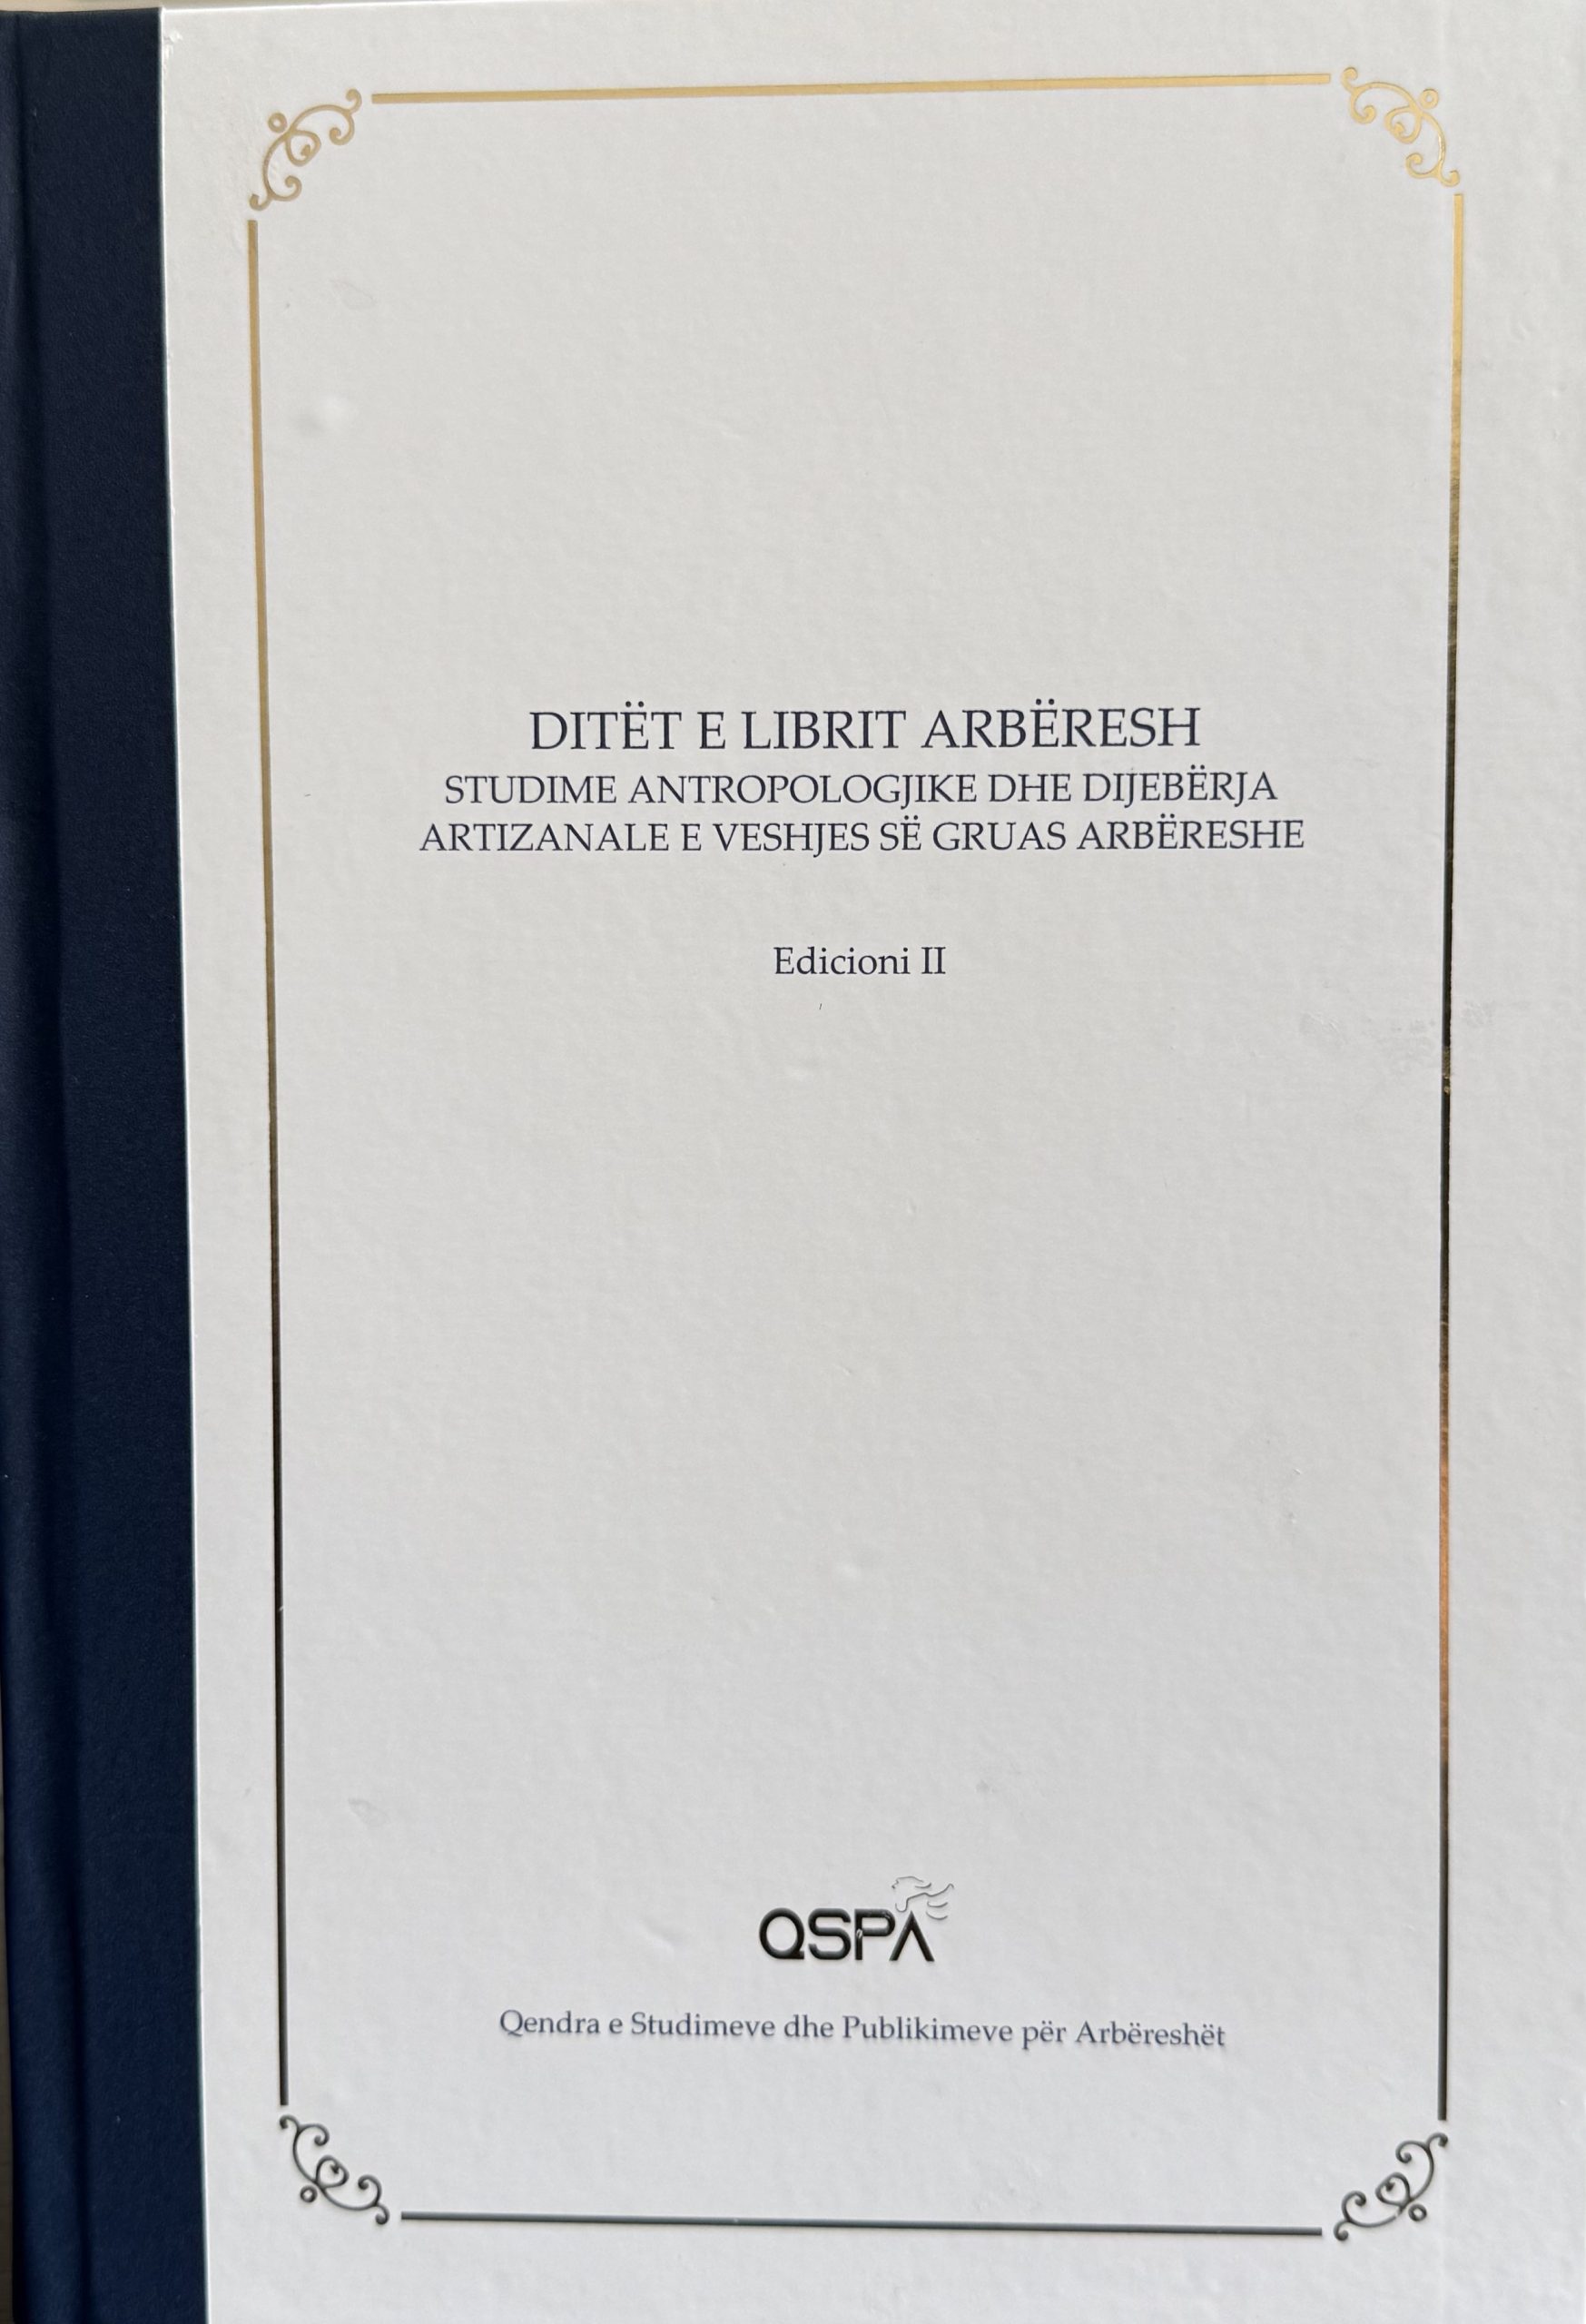 DITËT E LIBRIT ARBËRESH
STUDIME ANTROPOLOGJIKE DHE DIJEBËRJA
ARTIZANALE E VESHJES SË GRUAS ARBËRESHE
Edicioni II
QSPA
Qendra e Studimeve dhe Publikimeve për Arbëreshët